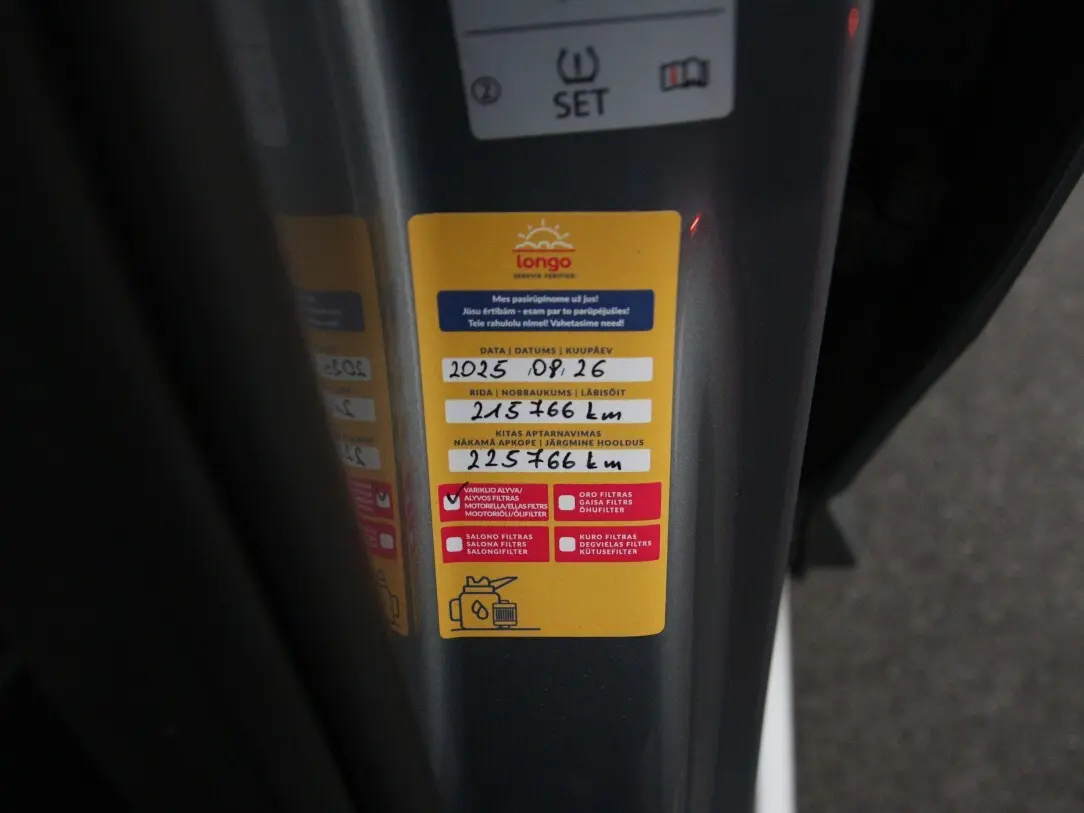 ②
SET
longo
SERVICE VERIFIED
Mes pasirūpinome už jus!
Jūsu ērtībām - esam par to parūpējušies!
Teie rahulolu nimel! Vahetasime need!
DATA | DATUMS | KUUPÄEV
2025 .08. 26
RIDA | NOBRAUKUMS | LÄBISÕIT
215766 km
KITAS APTARNAVIMAS
NĀKAMĀ APKOPE | JÄRGMINE HOOLDUS
225766 km
VARIKLIO ALYVA/
ALYVOS FILTRAS
MOTOREĻĻA/EĻĻAS FILTRS
MOOTORIÕLI/ÕLIFILTER
ORO FILTRAS
GAISA FILTRS
ÕHUFILTER
SALONO FILTRAS
SALONA FILTRS
SALONGIFILTER
KURO FILTRAS
DEGVIELAS FILTRS
KÜTUSEFILTER